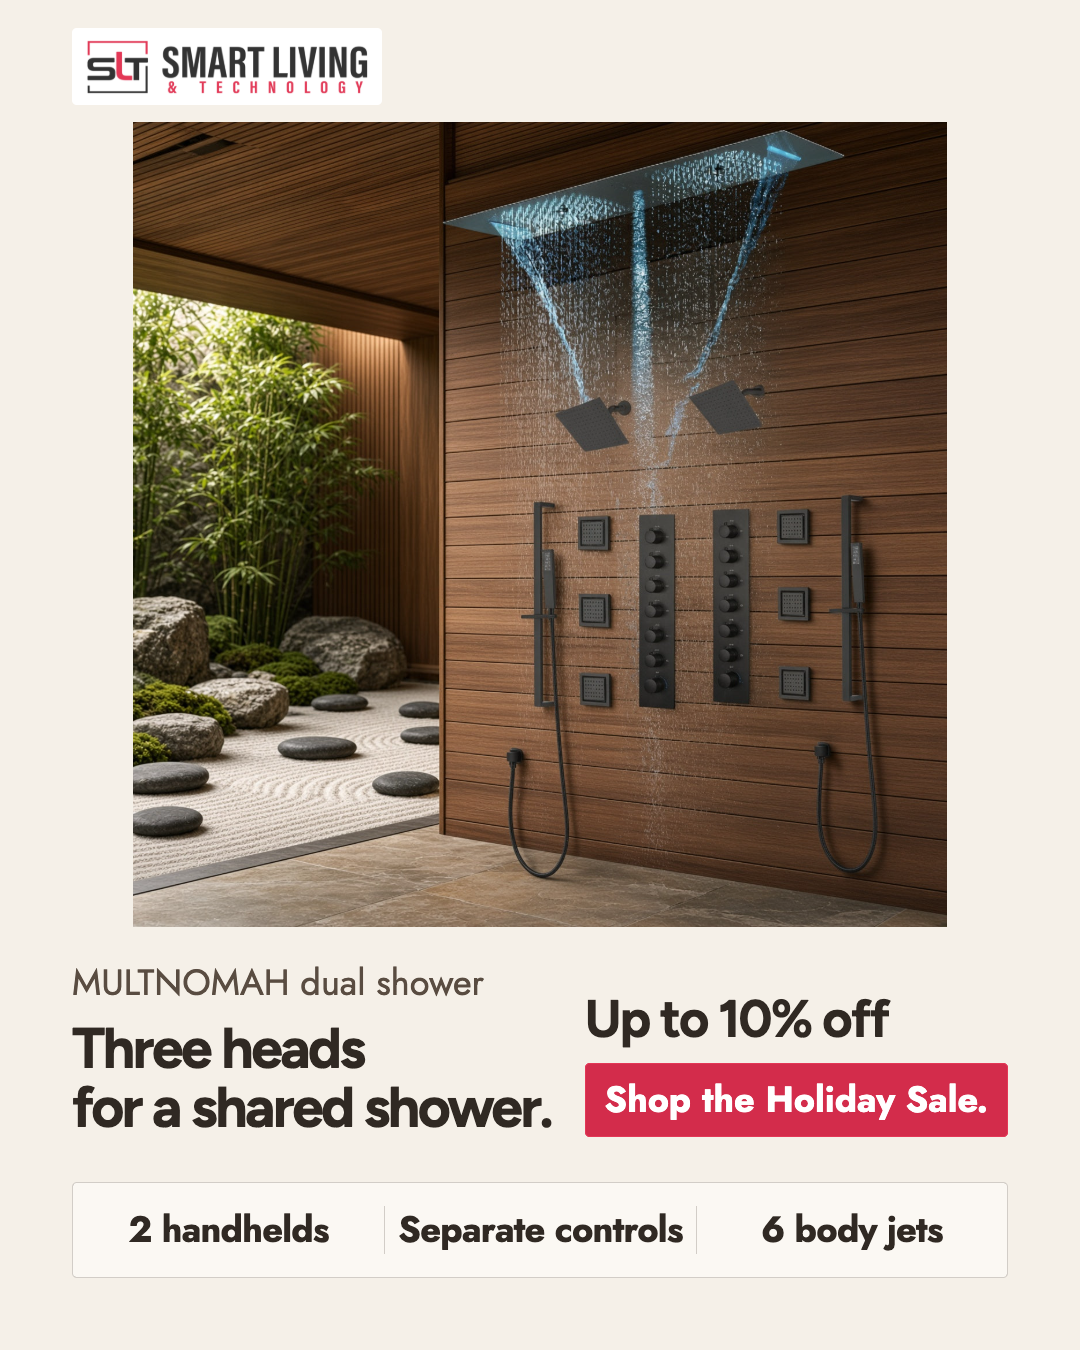 SLT SMART LIVING
& TECHNOLOGY
MULTNOMAH dual shower
Three heads
for a shared shower.
Up to 10% off
Shop the Holiday Sale.
2 handhelds
Separate controls
6 body jets